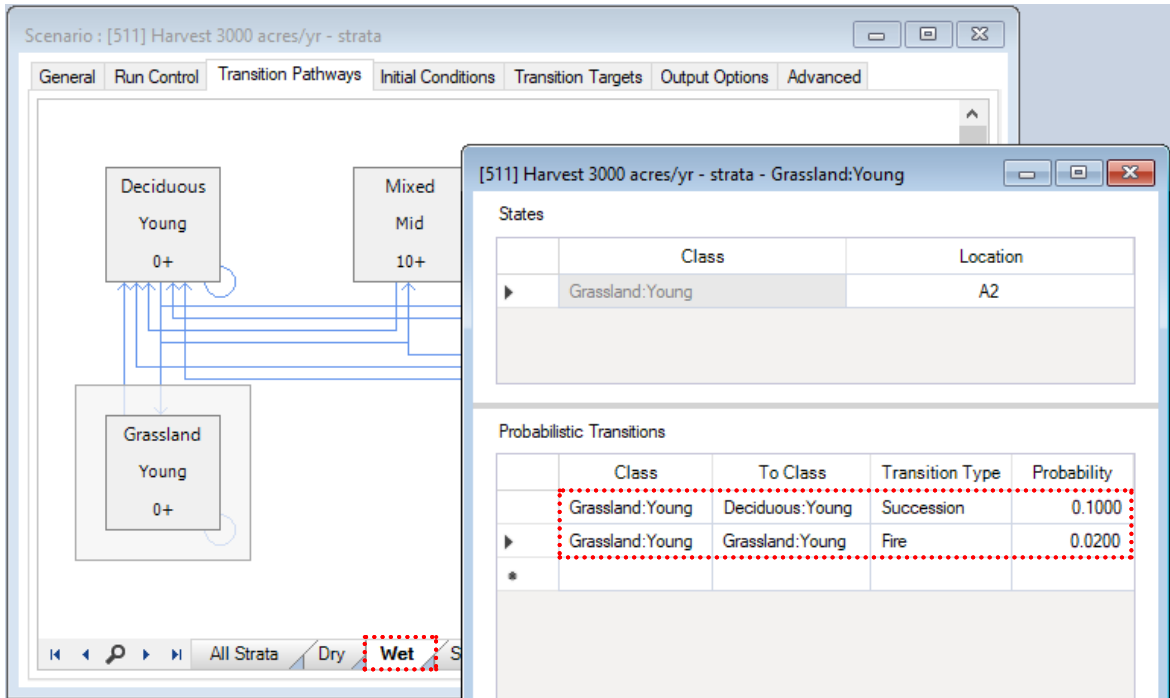 Scenario : [511] Harvest 3000 acres/yr - strata
General Run Control Transition Pathways Initial Conditions Transition Targets Output Options Advanced
Deciduous
Young
0+
Mixed
Mid
10+
Grassland
Young
0+
All Strata Dry Wet S
[511] Harvest 3000 acres/yr - strata - Grassland:Young
States
Class Location
Grassland:Young A2
Probabilistic Transitions
Class To Class Transition Type Probability
Grassland:Young Deciduous:Young Succession 0.1000
Grassland:Young Grassland:Young Fire 0.0200